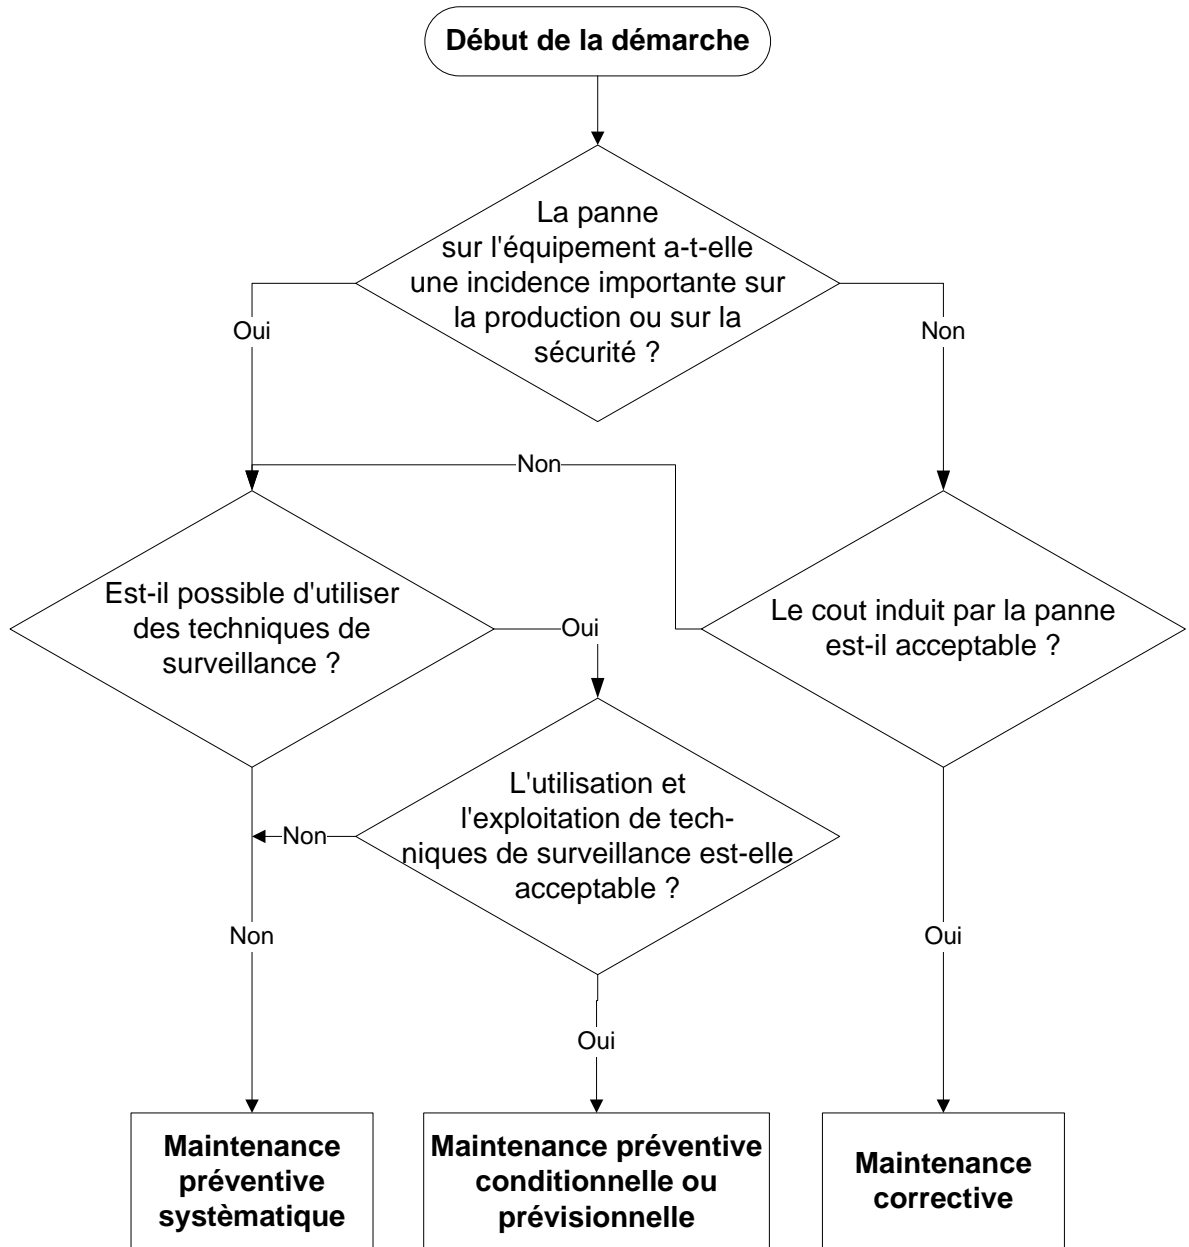 Début de la démarche
La panne
sur l'équipement a-t-elle
une incidence importante sur
la production ou sur la
sécurité ?
Oui
Non
Non
Est-il possible d'utiliser
des techniques de
surveillance ?
Oui
Le cout induit par la panne
est-il acceptable ?
L'utilisation et
l'exploitation de tech-
niques de surveillance est-elle
acceptable ?
Non
Non
Oui
Oui
Maintenance
préventive
systèmatique
Maintenance préventive
conditionnelle ou
prévisionnelle
Maintenance
corrective